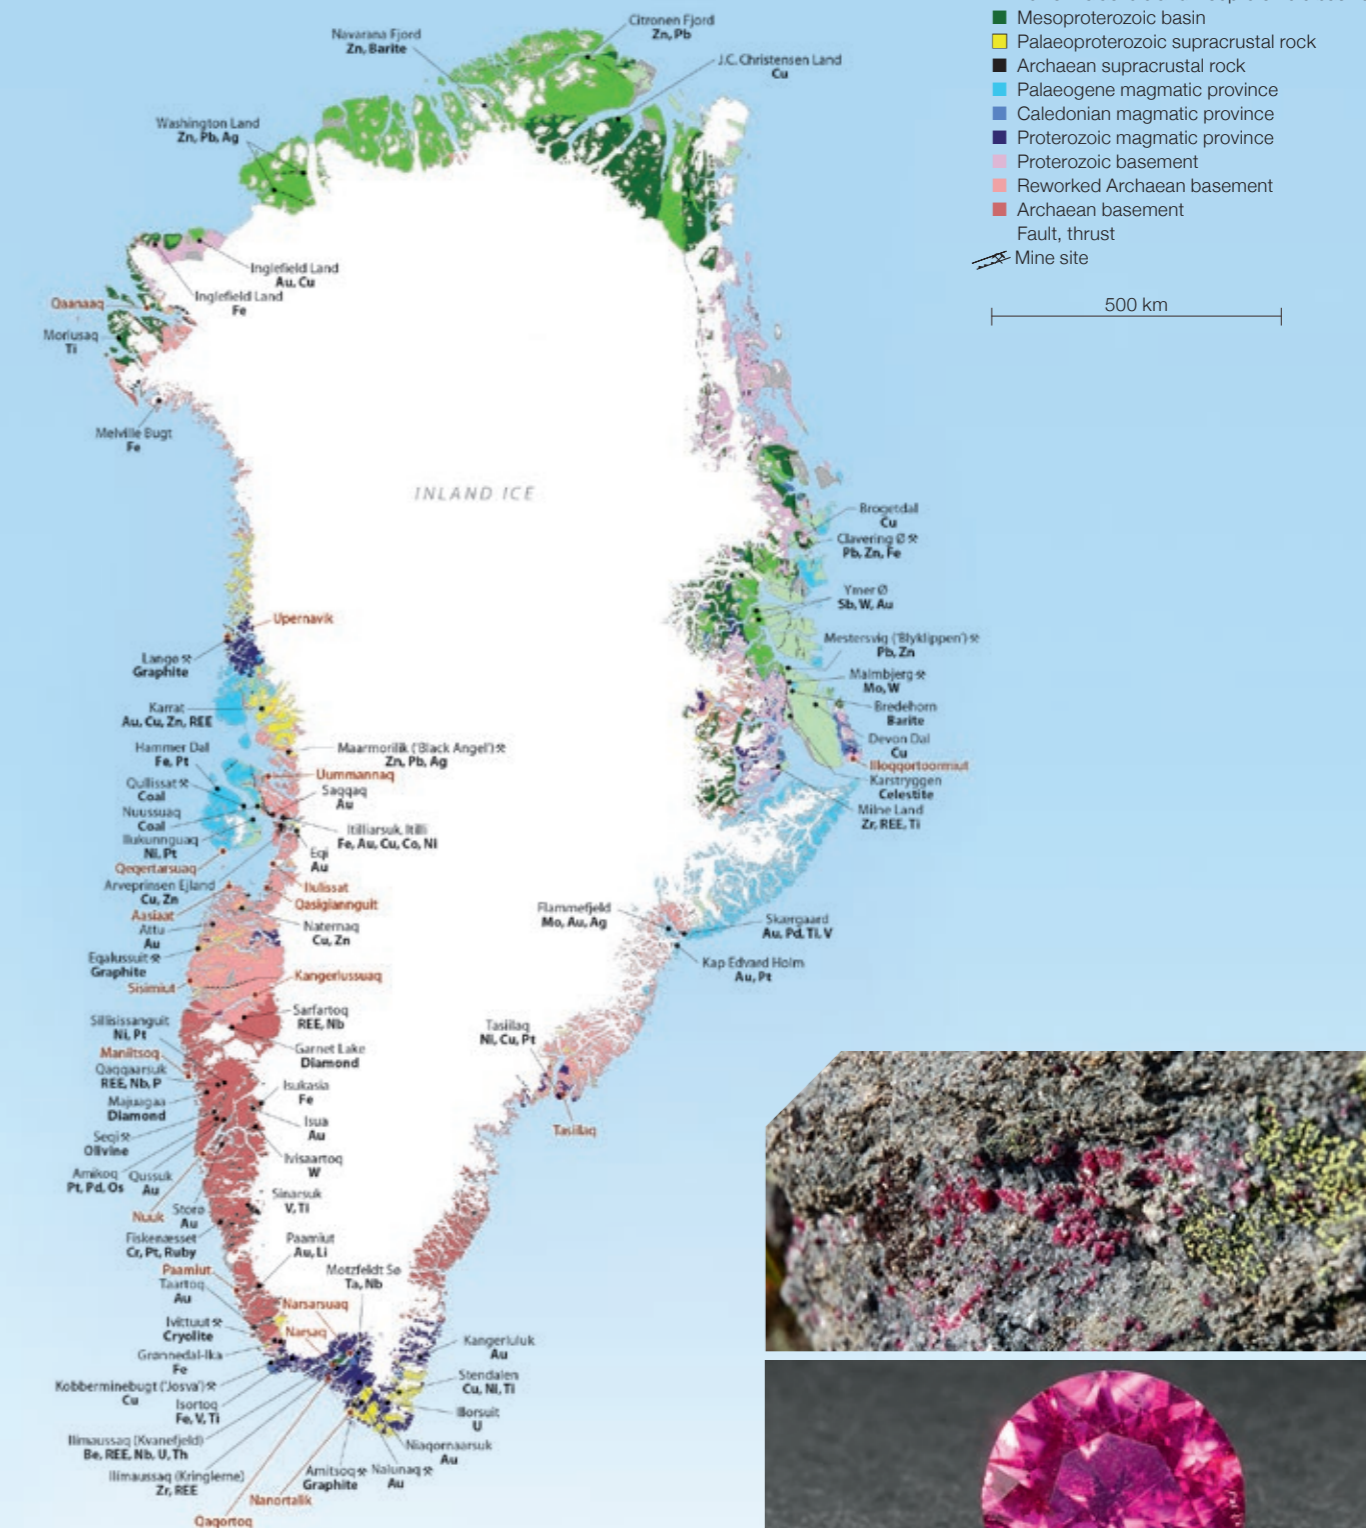 Mesoproterozoic basin
Palaeoproterozoic supracrustal rock
Archaean supracrustal rock
Palaeogene magmatic province
Caledonian magmatic province
Proterozoic magmatic province
Proterozoic basement
Reworked Archaean basement
Archaean basement
Fault, thrust
Mine site
500 km
Citronen Fjord
Zn, Pb
Navarana Fjord
Zn, Barite
J.C. Christensen Land
Cu
Washington Land
Zn, Pb, Ag
Inglefield Land
Au, Cu
Inglefield Land
Fe
Qaanaaq
Moriusaq
Ti
Melville Bugt
Fe
INLAND ICE
Brogetdal
Cu
Clavering Ø
Pb, Zn, Fe
Ymer Ø
Sb, W, Au
Mestersvig ('Blyklippen')
Pb, Zn
Malmbjerg
Mo, W
Bredehorn
Barite
Devon Dal
Cu
Illoqqortoormiut
Karstryggen
Celestite
Milne Land
Zr, REE, Ti
Upernavik
Langø
Graphite
Karrat
Au, Cu, Zn, REE
Hammer Dal
Fe, Pt
Maarmorilik ('Black Angel')
Zn, Pb, Ag
Uummannaq
Qullissat
Coal
Saqqaq
Au
Nuussuaq
Coal
Itilliarsuk, Itilli
Fe, Au, Cu, Co, Ni
Ilukunnguaq
Ni, Pt
Eqi
Au
Qeqertarsuaq
Ilulissat
Arveprinsen Ejland
Cu, Zn
Qasigiannguit
Aasiaat
Attu
Au
Naternaq
Cu, Zn
Flammefjeld
Mo, Au, Ag
Skærgaard
Au, Pd, Ti, V
Eqalussuit
Graphite
Kap Edvard Holm
Au, Pt
Kangerlussuaq
Sisimiut
Sarfartoq
REE, Nb
Sillisissanguit
Ni, Pt
Tasiilaq
Ni, Cu, Pt
Garnet Lake
Diamond
Maniitsoq
Qaqqaarsuk
REE, Nb, P
Isukasia
Fe
Majuagaa
Diamond
Isua
Au
Tasiilaq
Seqi
Olivine
Ivisaartoq
W
Amikoq
Pt, Pd, Os
Qussuk
Au
Sinarsuk
V, Ti
Nuuk
Storø
Au
Fiskenæsset
Cr, Pt, Ruby
Paamiut
Au, Li
Paamiut
Motzfeldt Sø
Ta, Nb
Taartoq
Au
Narsarsuaq
Ivittuut
Cryolite
Narsaq
Kangerluluk
Au
Grønnedal-Ika
Fe
Stendalen
Cu, Ni, Ti
Kobberminebugt ('Josva')
Cu
Isortoq
Fe, V, Ti
Illorsuit
U
Ilimaussaq (Kvanefjeld)
Be, REE, Nb, U, Th
Niaqornaarsuk
Au
Ilimaussaq (Kringlerne)
Zr, REE
Amitsoq
Graphite
Nalunaq
Au
Nanortalik
Qaqortoq